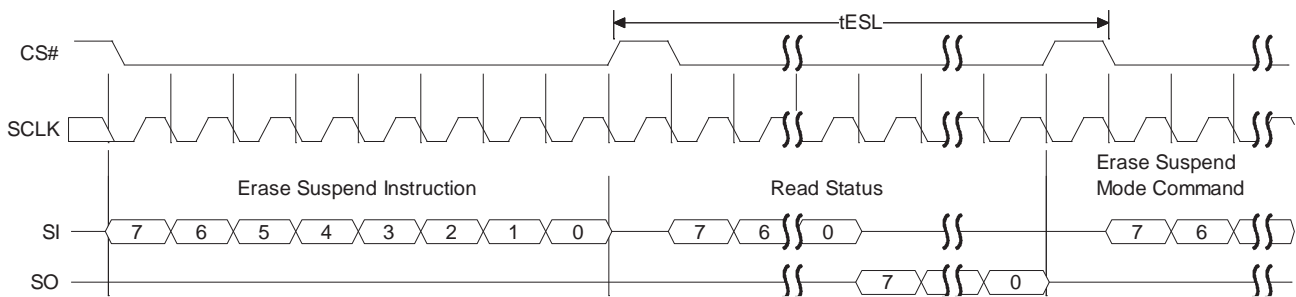 tESL
CS#
SCLK
Erase Suspend Instruction
Read Status
Erase Suspend
Mode Command
SI 7 6 5 4 3 2 1 0 7 6 0 7 6
SO 7 0